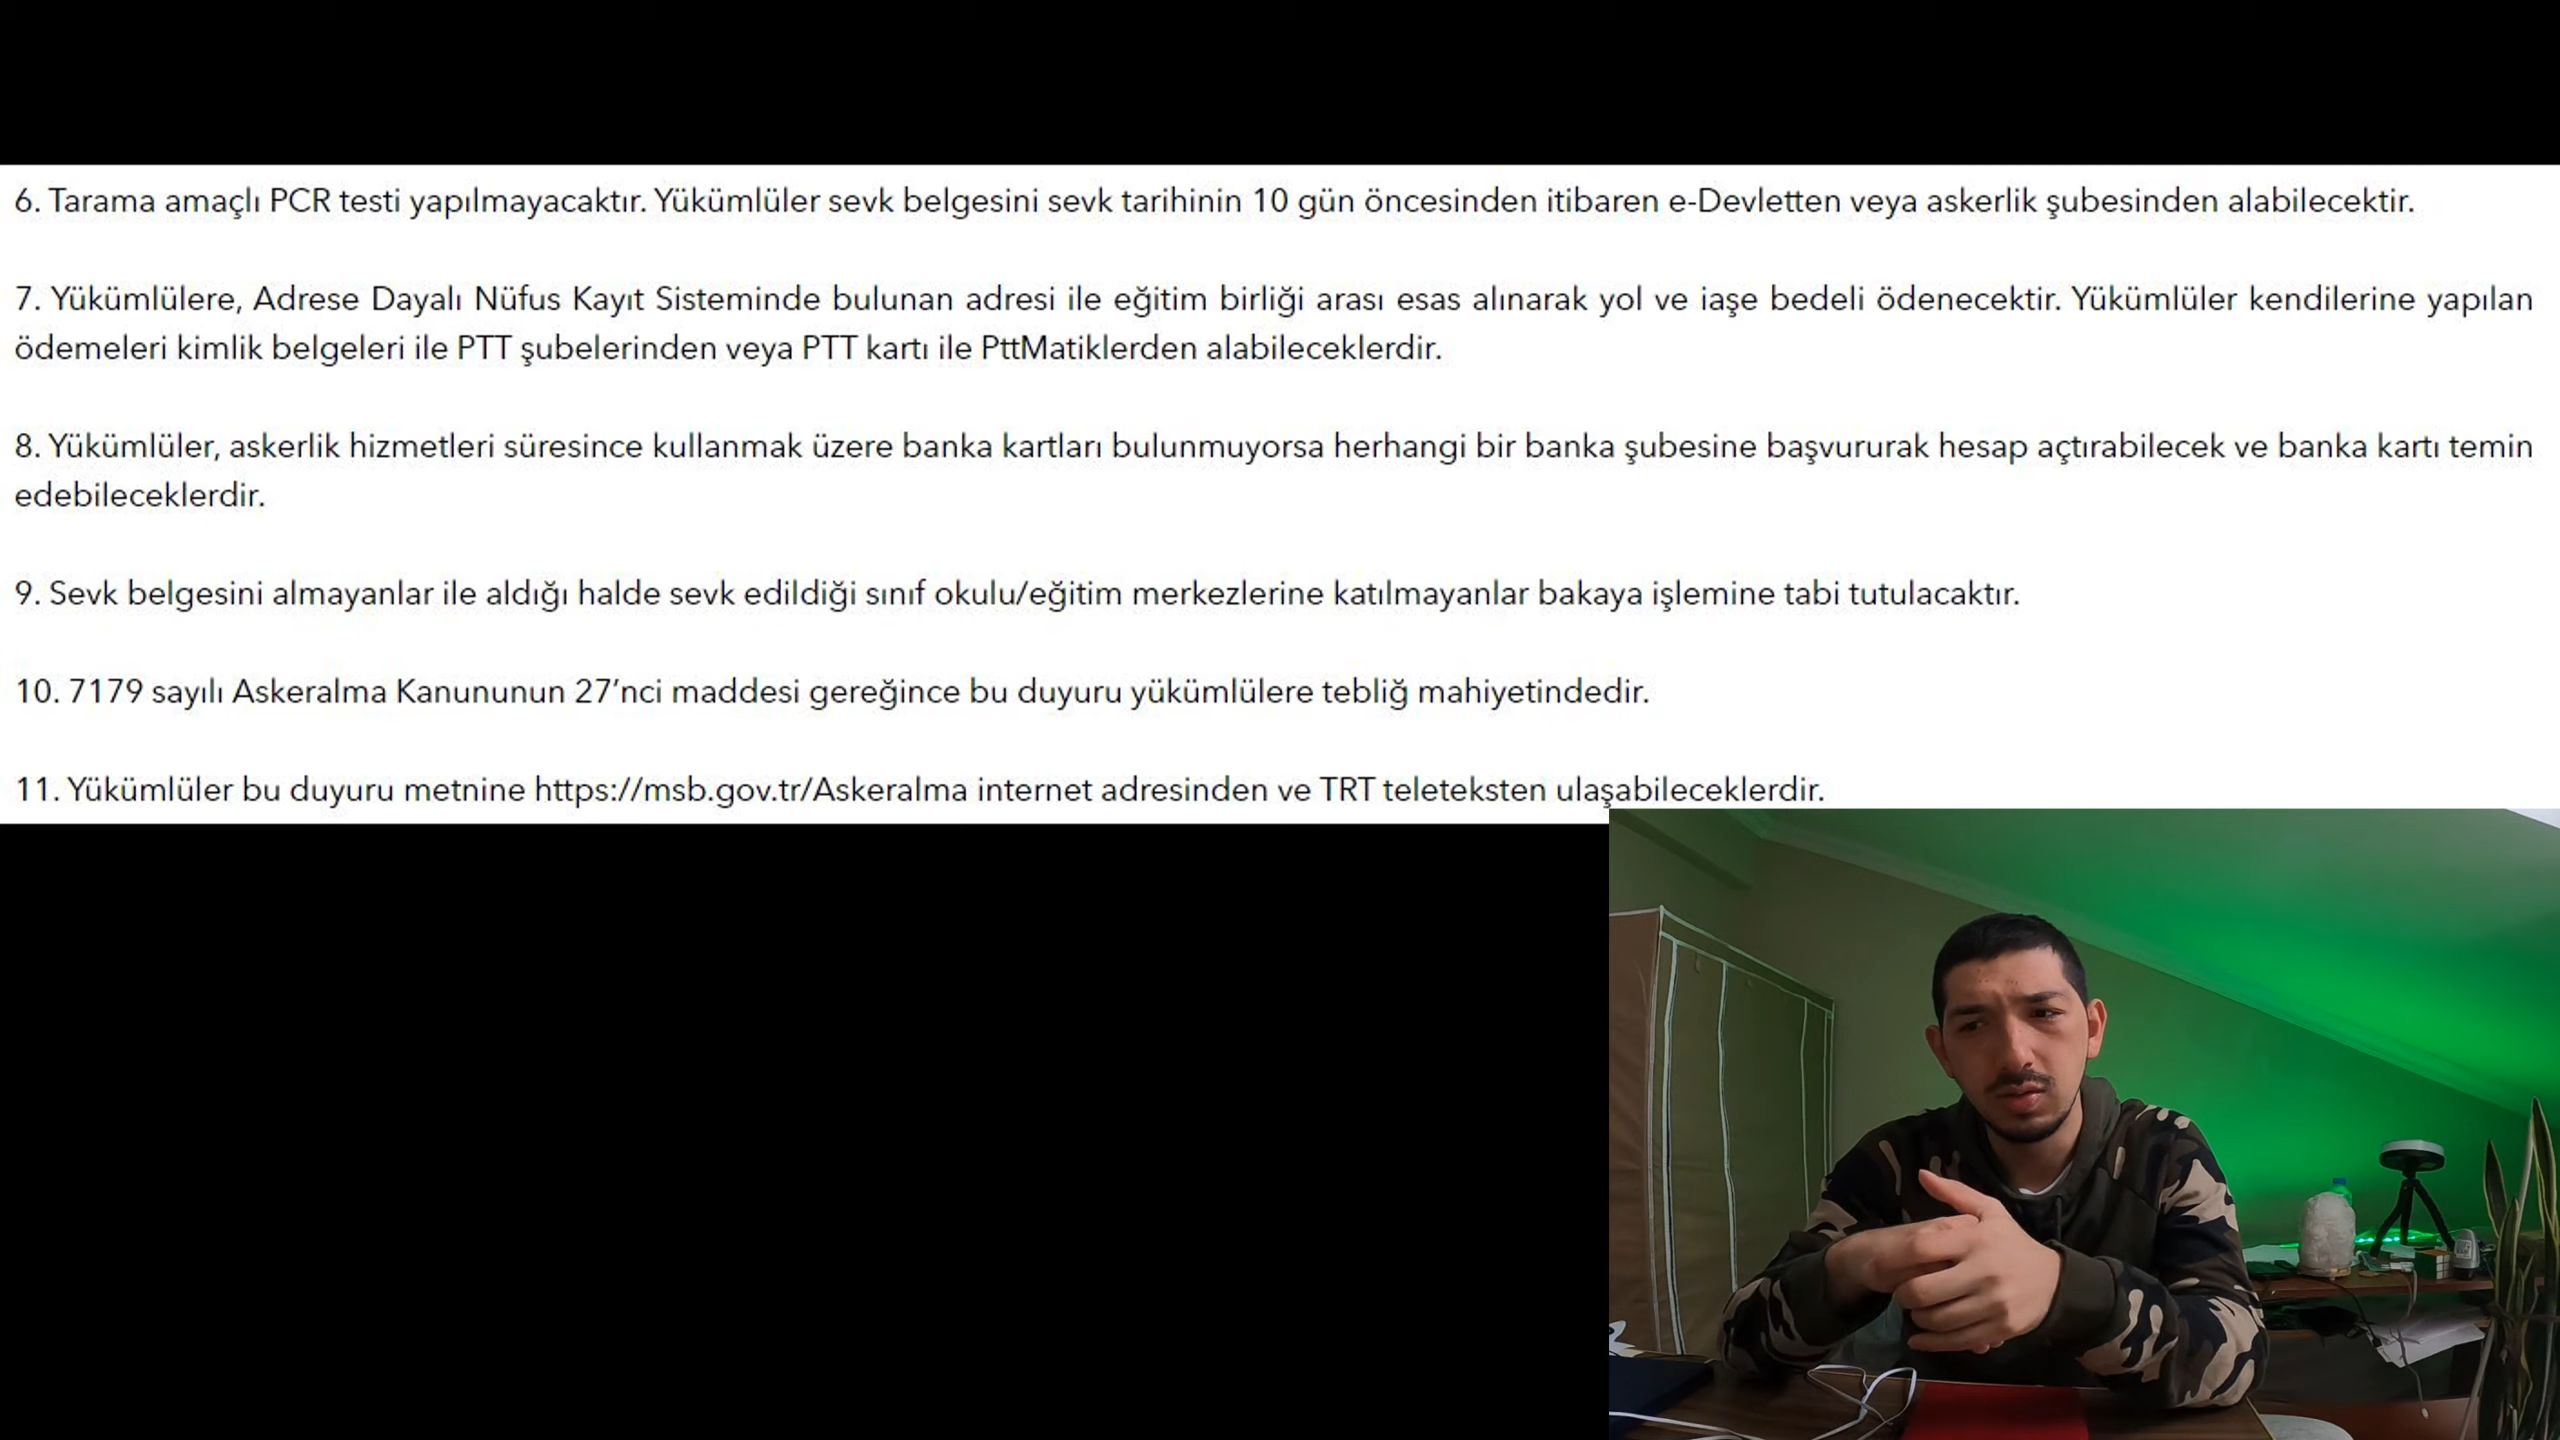 6. Tarama amaçlı PCR testi yapılmayacaktır. Yükümlüler sevk belgesini sevk tarihinin 10 gün öncesinden itibaren e-Devletten veya askerlik şubesinden alabilecektir.
7. Yükümlülere, Adrese Dayalı Nüfus Kayıt Sisteminde bulunan adresi ile eğitim birliği arası esas alınarak yol ve iaşe bedeli ödenecektir. Yükümlüler kendilerine yapılan
ödemeleri kimlik belgeleri ile PTT şubelerinden veya PTT kartı ile PttMatiklerden alabileceklerdir.
8. Yükümlüler, askerlik hizmetleri süresince kullanmak üzere banka kartları bulunmuyorsa herhangi bir banka şubesine başvururak hesap açtırabilecek ve banka kartı temin
edebileceklerdir.
9. Sevk belgesini almayanlar ile aldığı halde sevk edildiği sınıf okulu/eğitim merkezlerine katılmayanlar bakaya işlemine tabi tutulacaktır.
10. 7179 sayılı Askeralma Kanununun 27’nci maddesi gereğince bu duyuru yükümlülere tebliğ mahiyetindedir.
11. Yükümlüler bu duyuru metnine https://msb.gov.tr/Askeralma internet adresinden ve TRT teleteksten ulaşabileceklerdir.